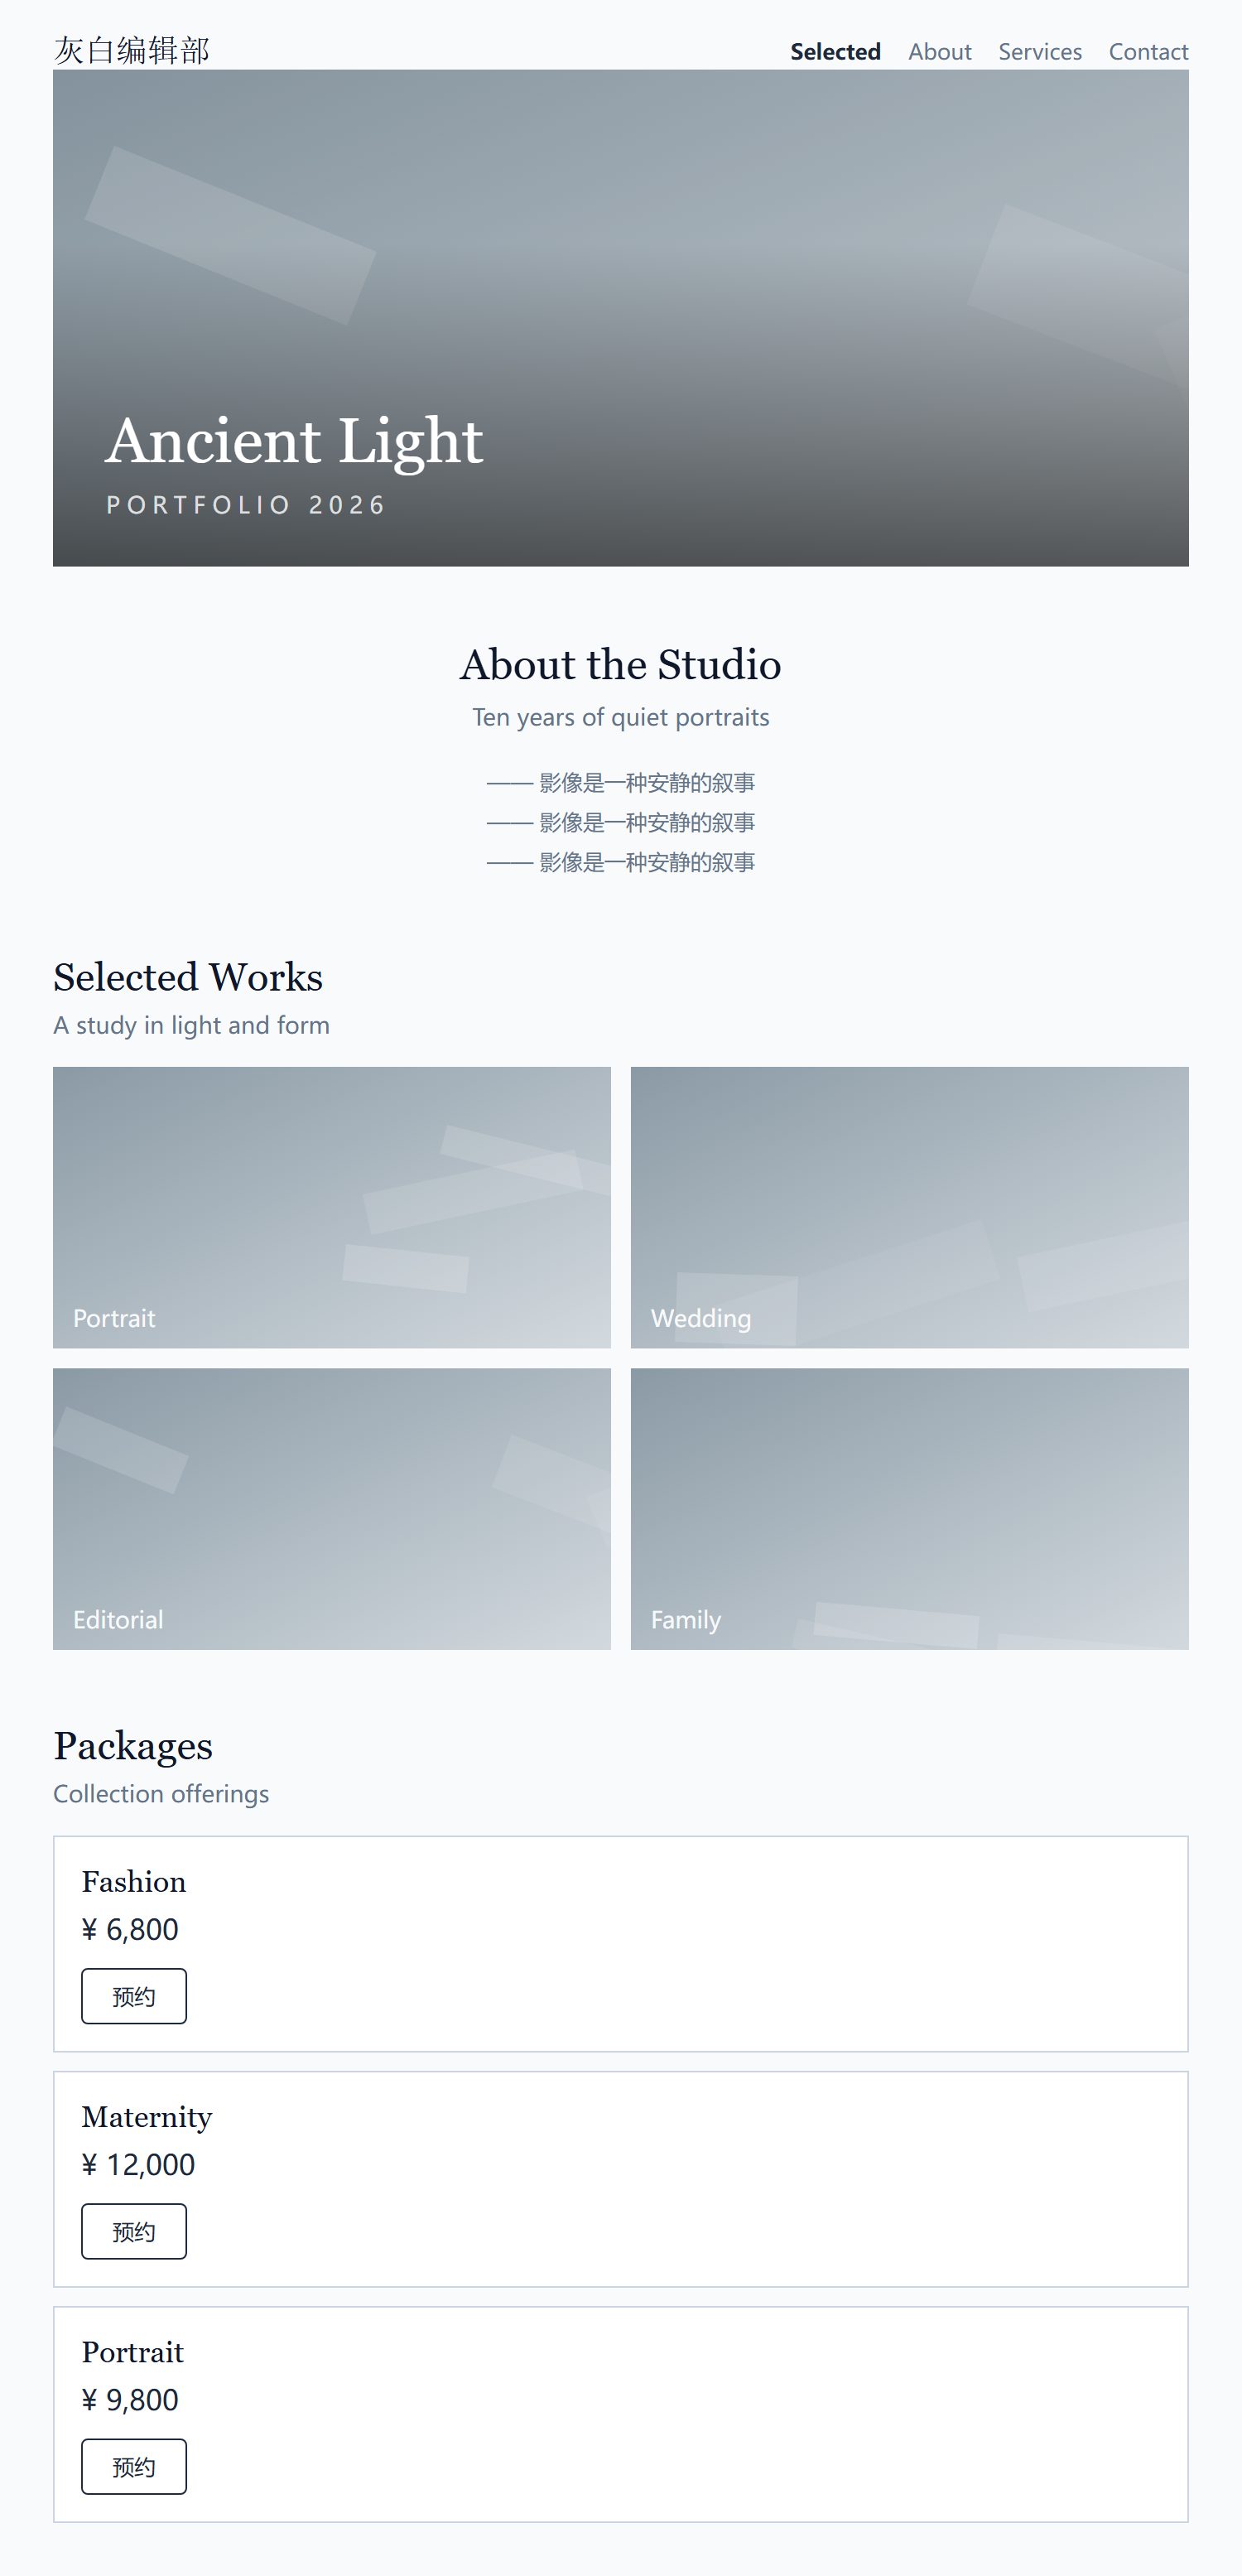 灰白编辑部
Selected About Services Contact
Ancient Light
PORTFOLIO 2026
About the Studio
Ten years of quiet portraits
—— 影像是一种安静的叙事
—— 影像是一种安静的叙事
—— 影像是一种安静的叙事
Selected Works
A study in light and form
Portrait
Wedding
Editorial
Family
Packages
Collection offerings
Fashion
¥ 6,800
预约
Maternity
¥ 12,000
预约
Portrait
¥ 9,800
预约